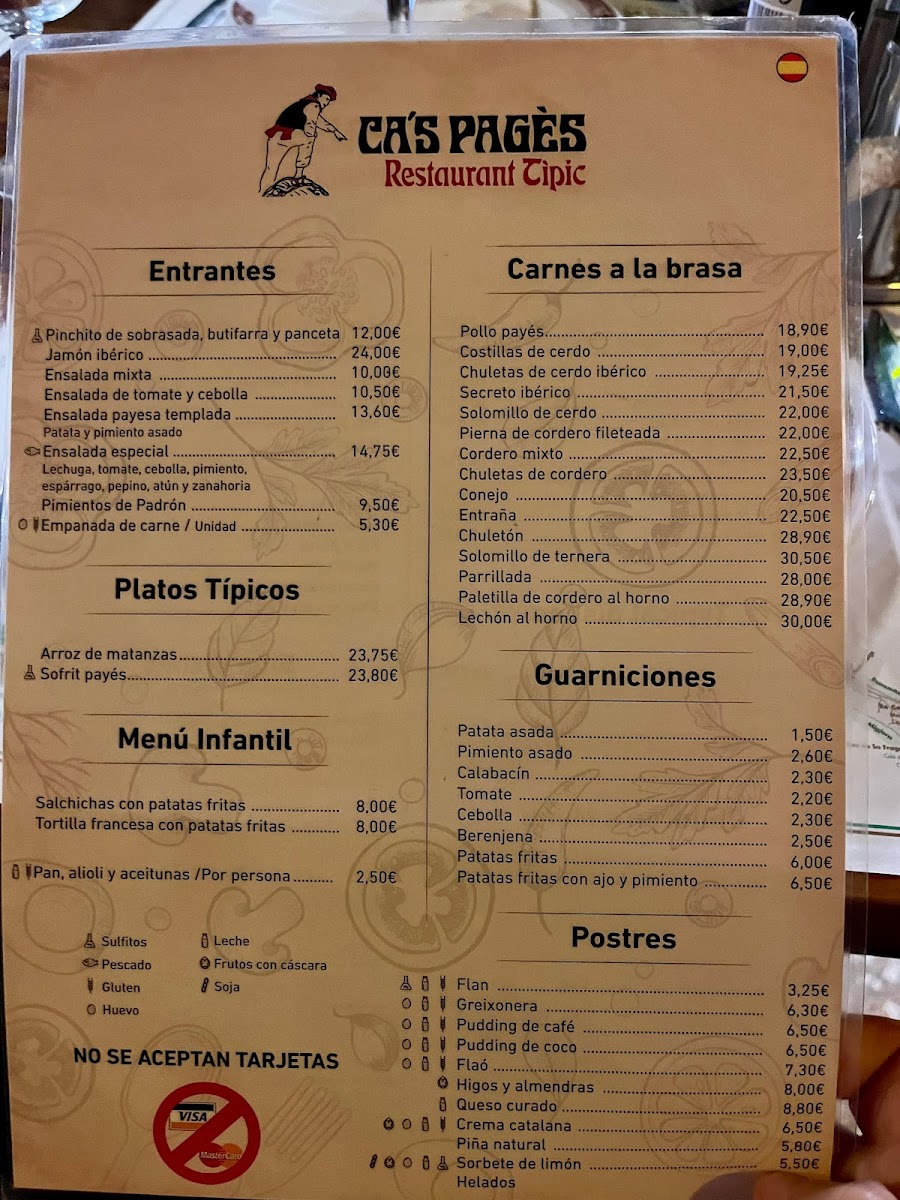 CA'S PAGÈS
Restaurant Típic
Entrantes
Pinchito de sobrasada, butifarra y panceta 12,00€
Jamón ibérico 24,00€
Ensalada mixta 10,00€
Ensalada de tomate y cebolla 10,50€
Ensalada payesa templada 13,60€
Patata y pimiento asado
Ensalada especial 14,75€
Lechuga, tomate, cebolla, pimiento,
espárrago, pepino, atún y zanahoria
Pimientos de Padrón 9,50€
Empanada de carne / Unidad 5,30€
Platos Típicos
Arroz de matanzas 23,75€
Sofrit payés 23,80€
Menú Infantil
Salchichas con patatas fritas 8,00€
Tortilla francesa con patatas fritas 8,00€
Pan, alioli y aceitunas /Por persona 2,50€
Sulfitos
Pescado
Gluten
Huevo
Leche
Frutos con cáscara
Soja
NO SE ACEPTAN TARJETAS
VISA
MasterCard
Carnes a la brasa
Pollo payés 18,90€
Costillas de cerdo 19,00€
Chuletas de cerdo ibérico 19,25€
Secreto ibérico 21,50€
Solomillo de cerdo 22,00€
Pierna de cordero fileteada 22,00€
Cordero mixto 22,50€
Chuletas de cordero 23,50€
Conejo 20,50€
Entraña 22,50€
Chuletón 28,90€
Solomillo de ternera 30,50€
Parrillada 28,00€
Paletilla de cordero al horno 28,90€
Lechón al horno 30,00€
Guarniciones
Patata asada 1,50€
Pimiento asado 2,60€
Calabacín 2,30€
Tomate 2,20€
Cebolla 2,30€
Berenjena 2,50€
Patatas fritas 6,00€
Patatas fritas con ajo y pimiento 6,50€
Postres
Flan 3,25€
Greixonera 6,30€
Pudding de café 6,50€
Pudding de coco 6,50€
Flaó 7,30€
Higos y almendras 8,00€
Queso curado 8,80€
Crema catalana 6,50€
Piña natural 5,80€
Sorbete de limón 5,50€
Helados